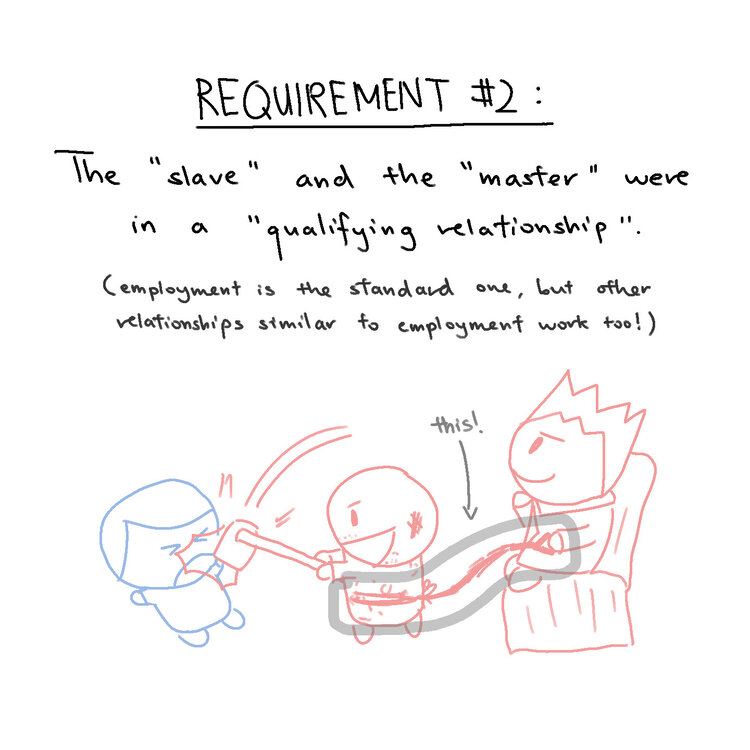 REQUIREMENT #2:
The "slave" and the "master" were
in a "qualifying relationship".
(employment is the standard one, but other
relationships similar to employment work too!)
this!